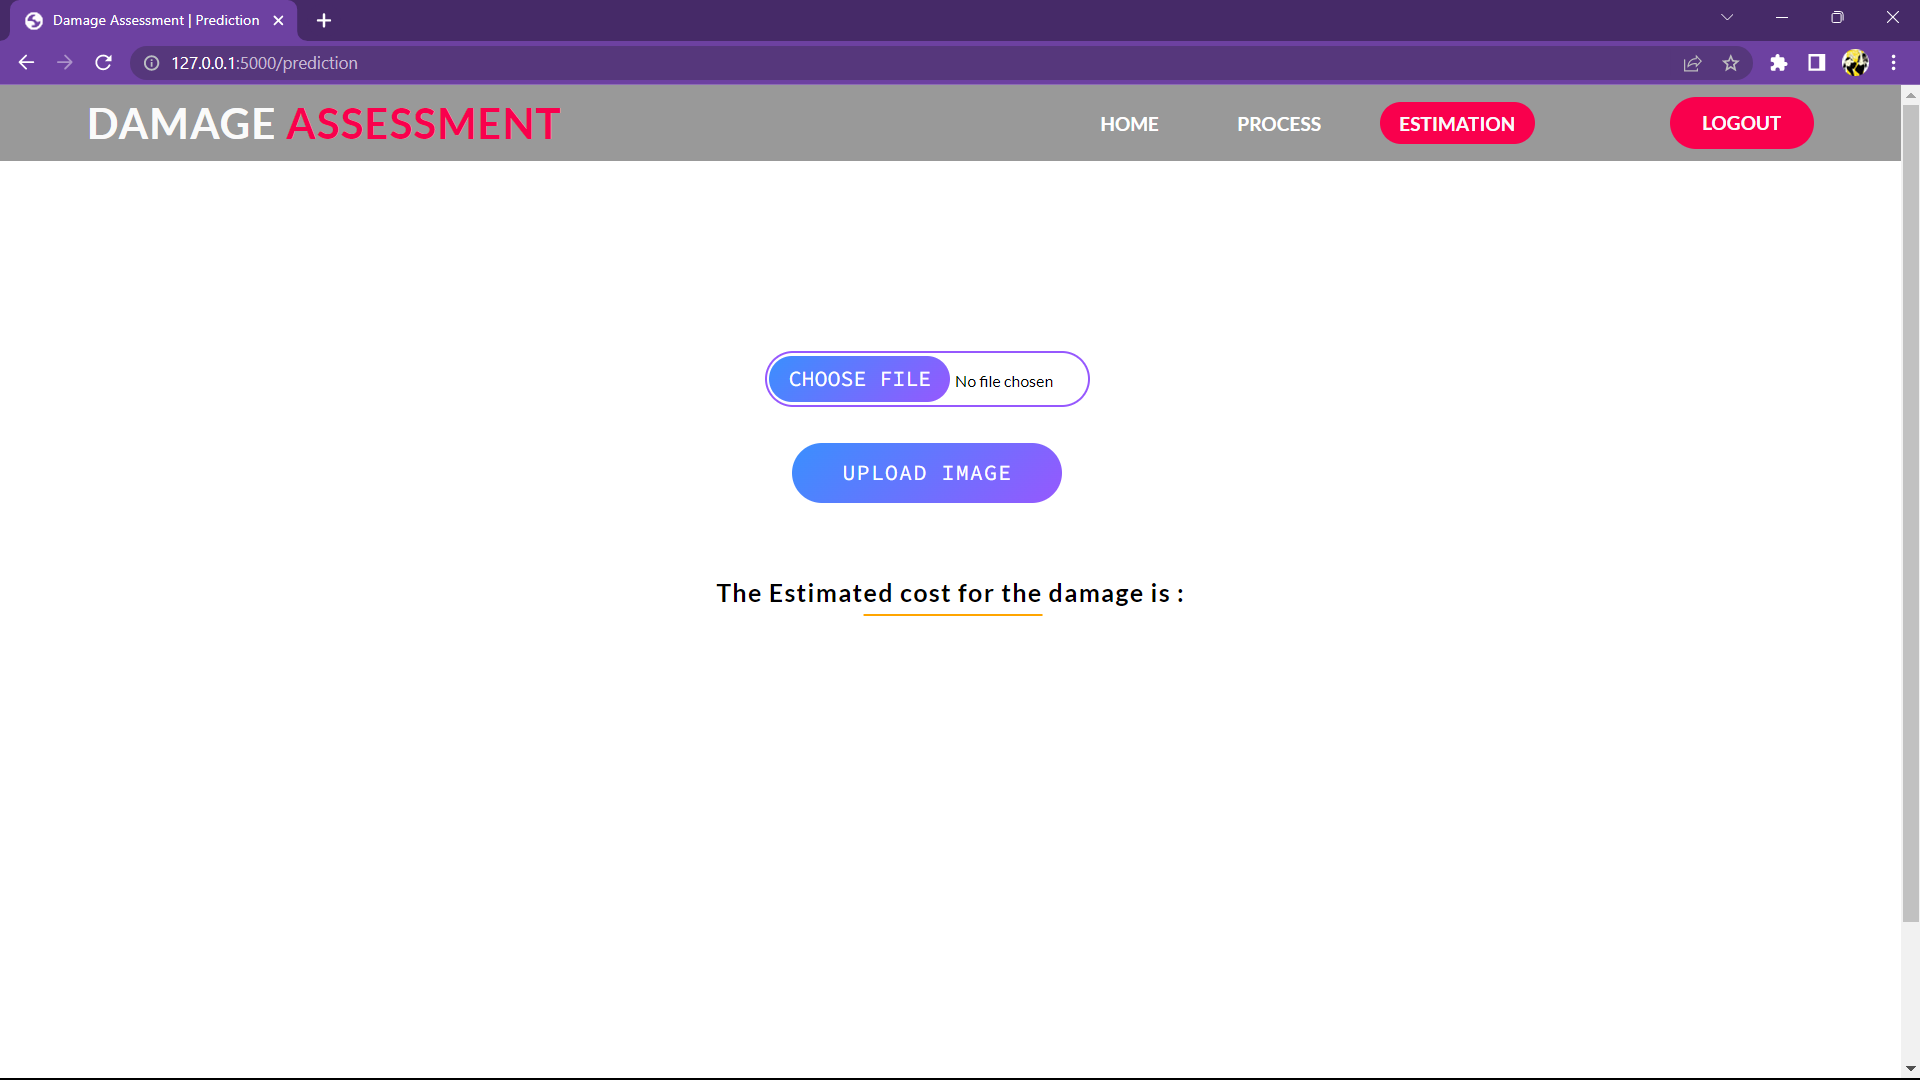 Damage Assessment | Prediction
127.0.0.1:5000/prediction
DAMAGE ASSESSMENT HOME PROCESS ESTIMATION LOGOUT
CHOOSE FILE No file chosen
UPLOAD IMAGE
The Estimated cost for the damage is :